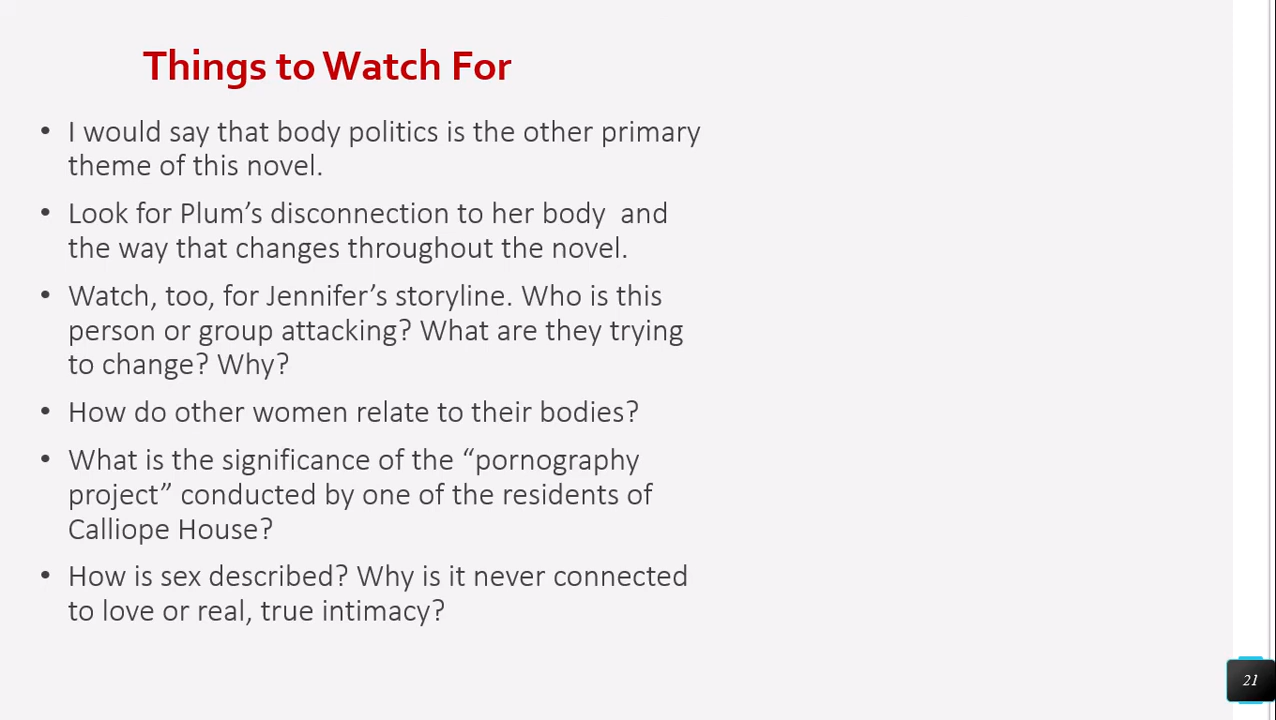 Things to Watch For
• I would say that body politics is the other primary
theme of this novel.
• Look for Plum’s disconnection to her body  and
the way that changes throughout the novel.
• Watch, too, for Jennifer’s storyline. Who is this
person or group attacking? What are they trying
to change? Why?
• How do other women relate to their bodies?
• What is the significance of the “pornography
project” conducted by one of the residents of
Calliope House?
• How is sex described? Why is it never connected
to love or real, true intimacy?
21